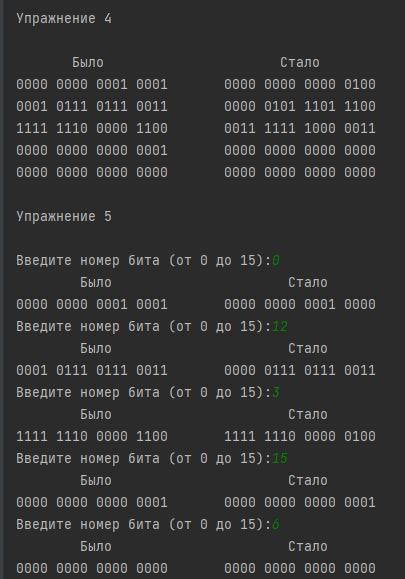 Упражнение 4
Было Стало
0000 0000 0001 0001 0000 0000 0000 0100
0001 0111 0111 0011 0000 0101 1101 1100
1111 1110 0000 1100 0011 1111 1000 0011
0000 0000 0000 0001 0000 0000 0000 0000
0000 0000 0000 0000 0000 0000 0000 0000
Упражнение 5
Введите номер бита (от 0 до 15):0
Было Стало
0000 0000 0001 0001 0000 0000 0001 0000
Введите номер бита (от 0 до 15):12
Было Стало
0001 0111 0111 0011 0000 0111 0111 0011
Введите номер бита (от 0 до 15):3
Было Стало
1111 1110 0000 1100 1111 1110 0000 0100
Введите номер бита (от 0 до 15):15
Было Стало
0000 0000 0000 0001 0000 0000 0000 0001
Введите номер бита (от 0 до 15):6
Было Стало
0000 0000 0000 0000 0000 0000 0000 0000